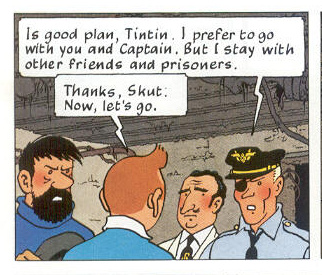 Is good plan, Tintin. I prefer to go
with you and Captain. But I stay with
other friends and prisoners.
Thanks, Skut.
Now, let's go.